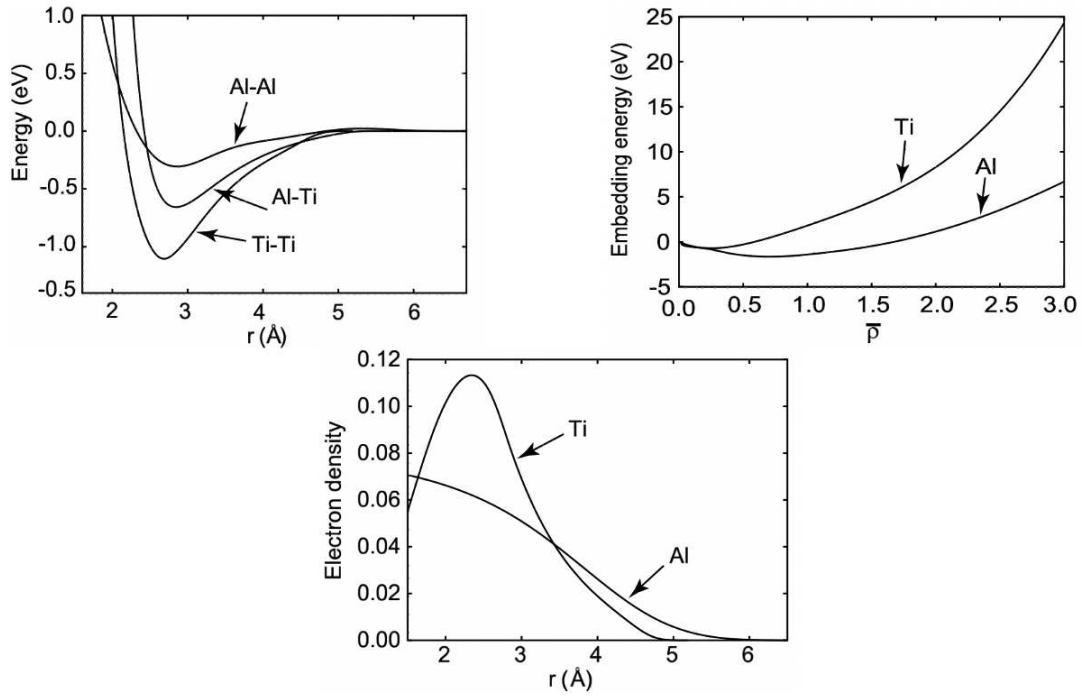 1.0
0.5
0.0
-0.5
-1.0
-0.5
Energy (eV)
Al-Al
Al-Ti
Ti-Ti
2 3 4 5 6
r (Å)
25
20
15
10
5
0
-5
Embedding energy (eV)
Ti
Al
0.0 0.5 1.0 1.5 2.0 2.5 3.0
ρ̅
0.12
0.10
0.08
0.06
0.04
0.02
0.00
Electron density
Ti
Al
2 3 4 5 6
r (Å)